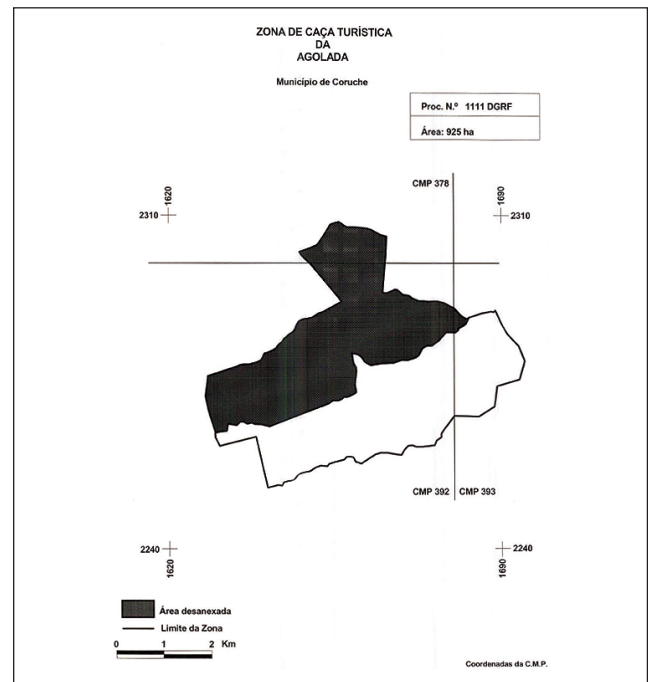 ZONA DE CAÇA TURÍSTICA
DA
AGOLADA
Município de Coruche
Proc. N.º 1111 DGRF
Área: 925 ha
CMP 378
1620
1690
2310
2310
CMP 392
CMP 393
2240
2240
1620
1690
Área desanexada
Limite da Zona
0 1 2 Km
Coordenadas da C.M.P.